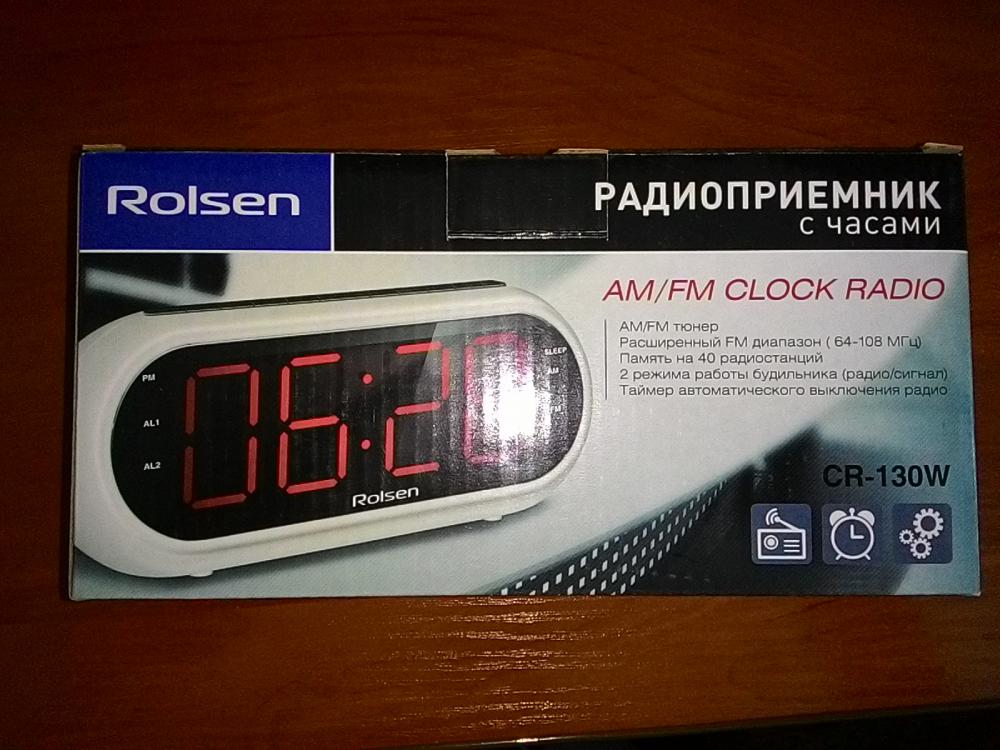 Rolsen
РАДИОПРИЕМНИК
с часами
AM/FM CLOCK RADIO
AM/FM тюнер
Расширенный FM диапазон ( 64-108 МГц)
Память на 40 радиостанций
2 режима работы будильника (радио/сигнал)
Таймер автоматического выключения радио
PM
AL1
AL2
06:20
SLEEP
AM
FM
Rolsen
CR-130W